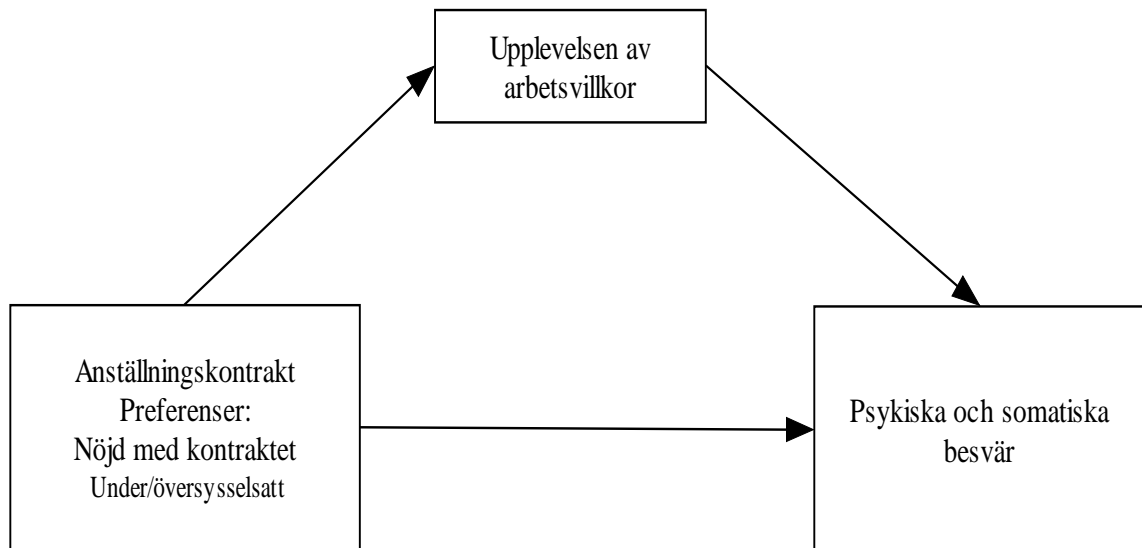 Upplevelsen av
arbetsvillkor
Anställningskontrakt
Preferenser:
Nöjd med kontraktet
Under/översysselsatt
Psykiska och somatiska
besvär